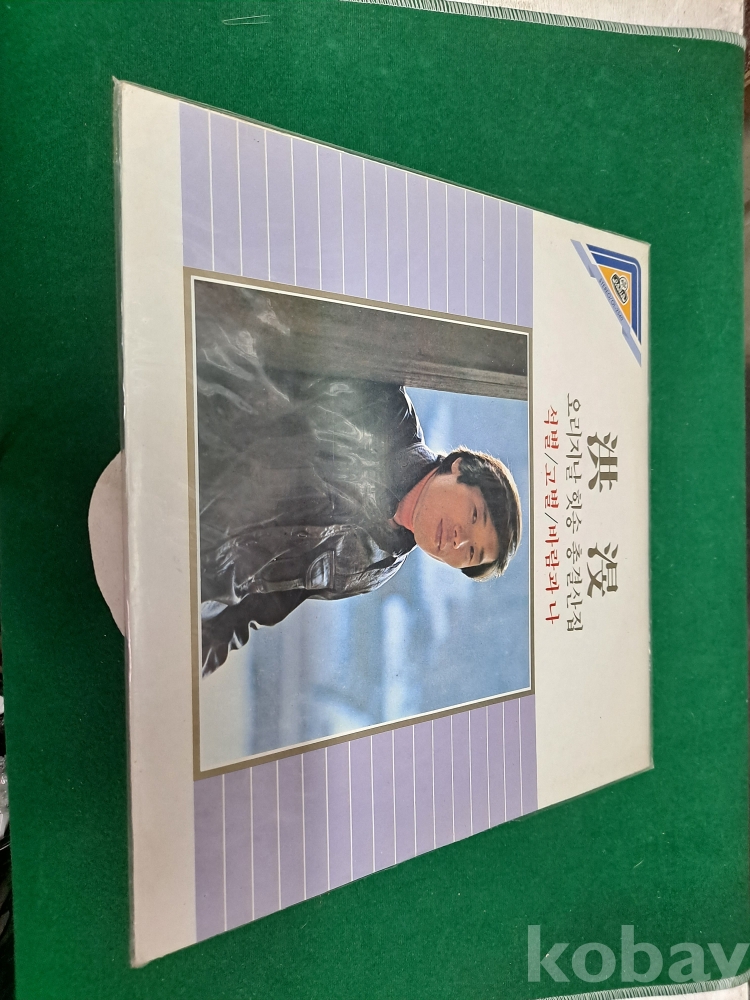 洪 湨
오리지날 힛송 총결산집
석별/고별/바람과 나
kobay